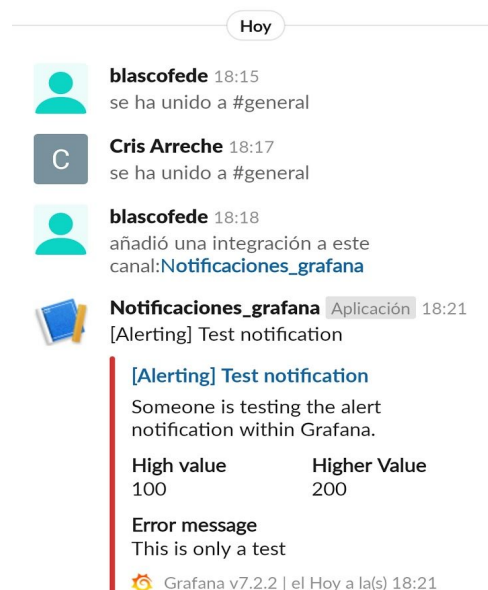 Hoy
blascofede 18:15
se ha unido a #general
C
Cris Arreche 18:17
se ha unido a #general
blascofede 18:18
añadió una integración a este
canal:Notificaciones_grafana
Notificaciones_grafana Aplicación 18:21
[Alerting] Test notification
[Alerting] Test notification
Someone is testing the alert
notification within Grafana.
High value Higher Value
100 200
Error message
This is only a test
Grafana v7.2.2 | el Hoy a la(s) 18:21